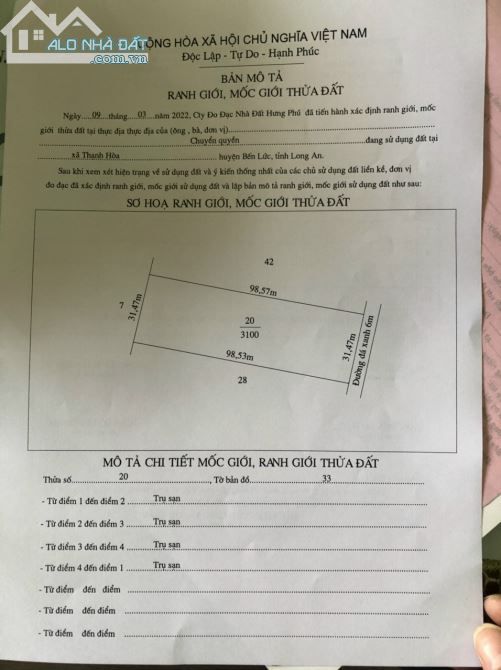 ALO NHÀ ĐẤT
.com.vn
CỘNG HÒA XÃ HỘI CHỦ NGHĨA VIỆT NAM
Độc Lập - Tự Do - Hạnh Phúc
BẢN MÔ TẢ
RANH GIỚI, MỐC GIỚI THỬA ĐẤT
Ngày....09....tháng....03....năm 2022, Cty Đo Đạc Nhà Đất Hưng Phú đã tiến hành xác định ranh giới, mốc
giới thửa đất tại thực địa thực địa của (ông , bà, đơn vị)
Chuyển quyền đang sử dụng đất tại
xã Thạnh Hòa huyện Bến Lức, tỉnh Long An.
Sau khi xem xét hiện trạng về sử dụng đất và ý kiến thống nhất của các chủ sử dụng đất liền kề, đơn vị
đo đạc đã xác định ranh giới, mốc giới sử dụng đất và lập bản mô tả ranh giới, mốc giới sử dụng đất như sau:
SƠ HOẠ RANH GIỚI, MỐC GIỚI THỬA ĐẤT
42
98,57m
7
31,47m
20
3100
31,47m
Đường đá xanh 6m
98,53m
28
MÔ TẢ CHI TIẾT MỐC GIỚI, RANH GIỚI THỬA ĐẤT
Thửa số 20, Tờ bản đồ 33
- Từ điểm 1 đến điểm 2 Trụ sạn
- Từ điểm 2 đến điểm 3 Trụ sạn
- Từ điểm 3 đến điểm 4 Trụ sạn
- Từ điểm 4 đến điểm 1 Trụ sạn
- Từ điểm đến điểm
- Từ điểm đến điểm
- Từ điểm đến điểm